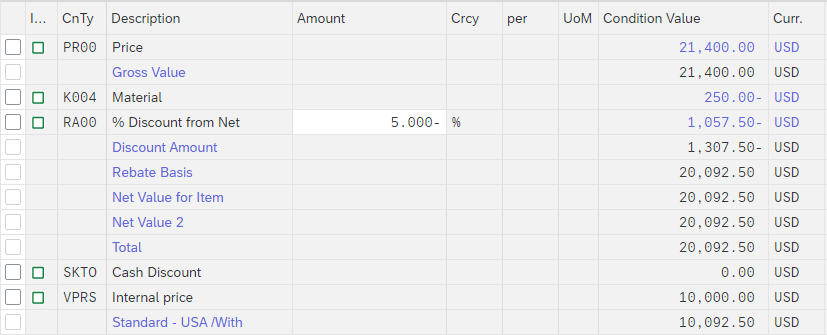 I... CnTy Description Amount Crcy per UoM Condition Value Curr.
PR00 Price 21,400.00 USD
Gross Value 21,400.00 USD
K004 Material 250.00- USD
RA00 % Discount from Net 5.000- % 1,057.50- USD
Discount Amount 1,307.50- USD
Rebate Basis 20,092.50 USD
Net Value for Item 20,092.50 USD
Net Value 2 20,092.50 USD
Total 20,092.50 USD
SKTO Cash Discount 0.00 USD
VPRS Internal price 10,000.00 USD
Standard - USA /With 10,092.50 USD